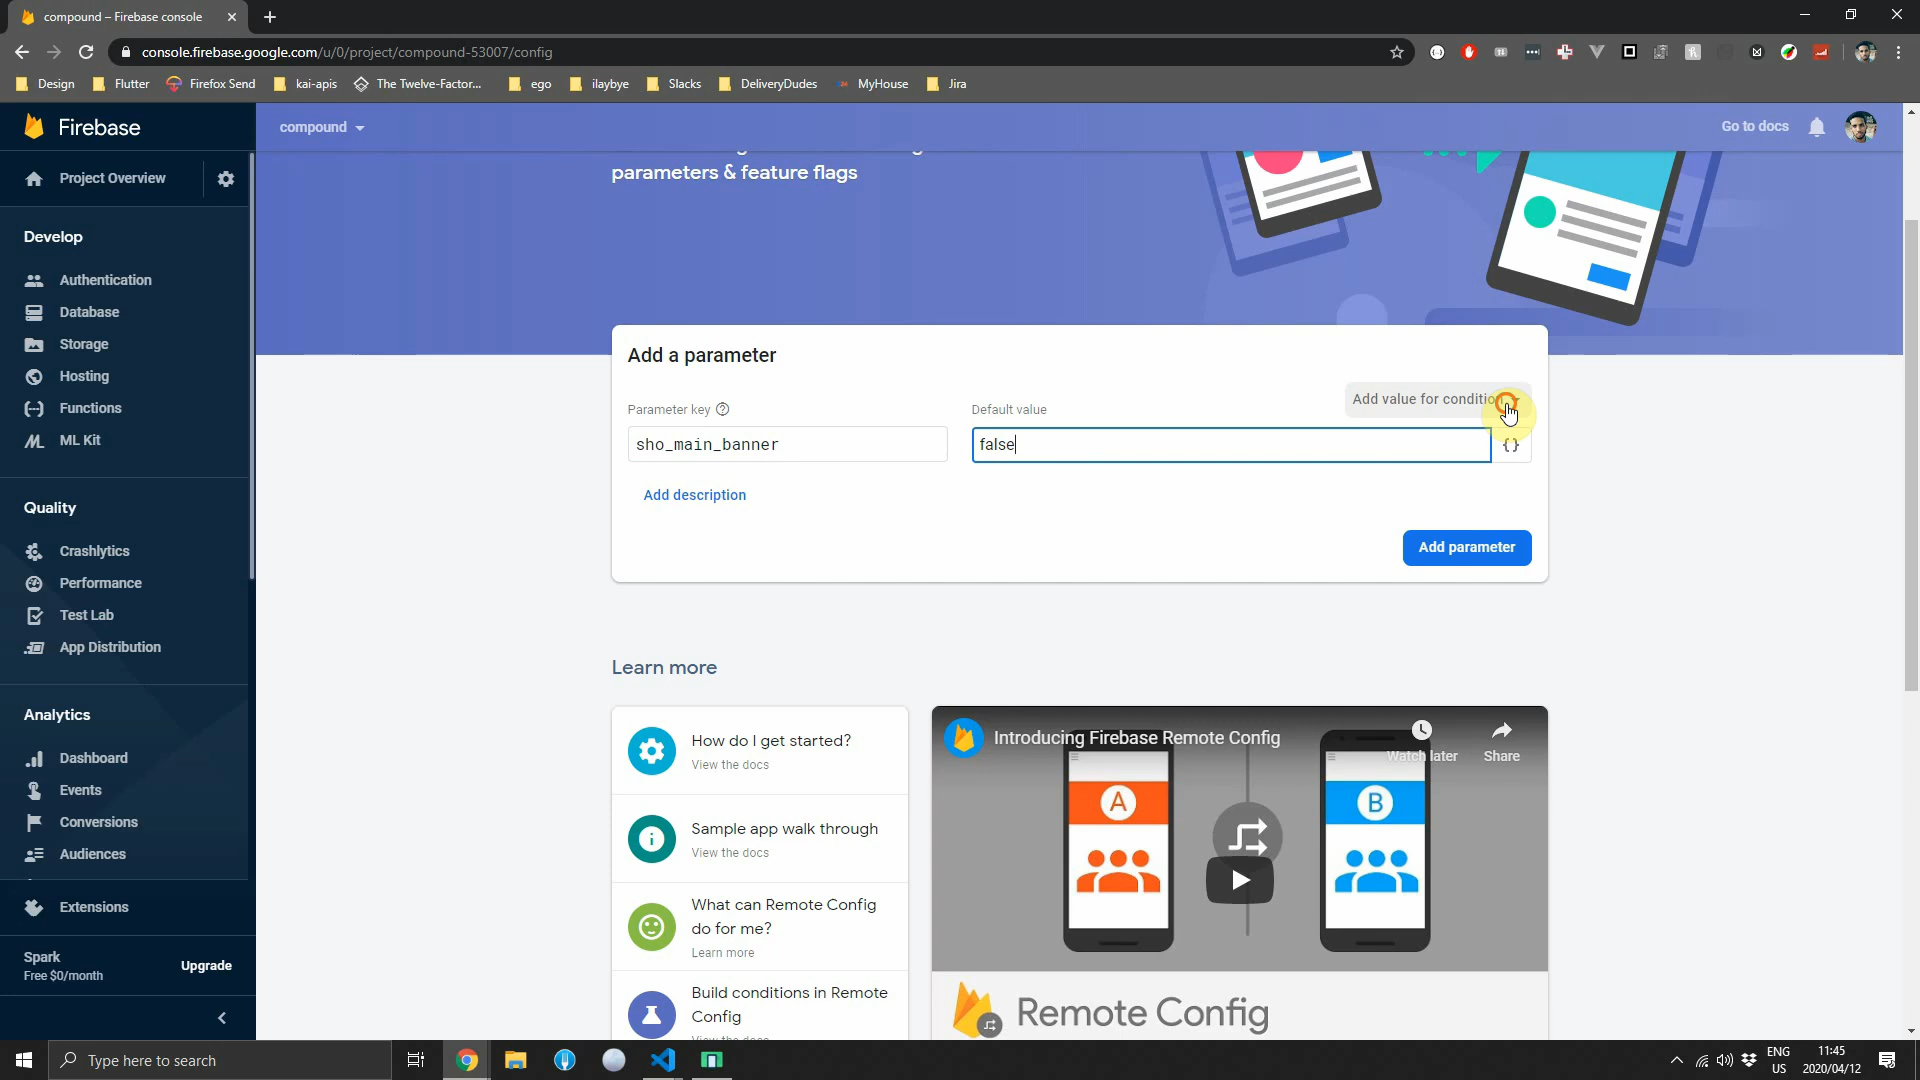 compound – Firebase console
console.firebase.google.com/u/0/project/compound-53007/config
Design
Flutter
Firefox Send
kai-apis
The Twelve-Factor...
ego
ilaybye
Slacks
DeliveryDudes
MyHouse
Jira
Firebase
compound
Go to docs
Project Overview
parameters & feature flags
Develop
Authentication
Database
Storage
Hosting
Functions
ML Kit
Quality
Crashlytics
Performance
Test Lab
App Distribution
Analytics
Dashboard
Events
Conversions
Audiences
Extensions
Spark
Free $0/month
Upgrade
Add a parameter
Add value for conditio
Parameter key
Default value
sho_main_banner
false
{ }
Add description
Add parameter
Learn more
How do I get started?
View the docs
Sample app walk through
View the docs
What can Remote Config
do for me?
Learn more
Build conditions in Remote
Config
View the docs
Introducing Firebase Remote Config
Watch later
Share
A
B
Remote Config
Type here to search
ENG
US
11:45
2020/04/12